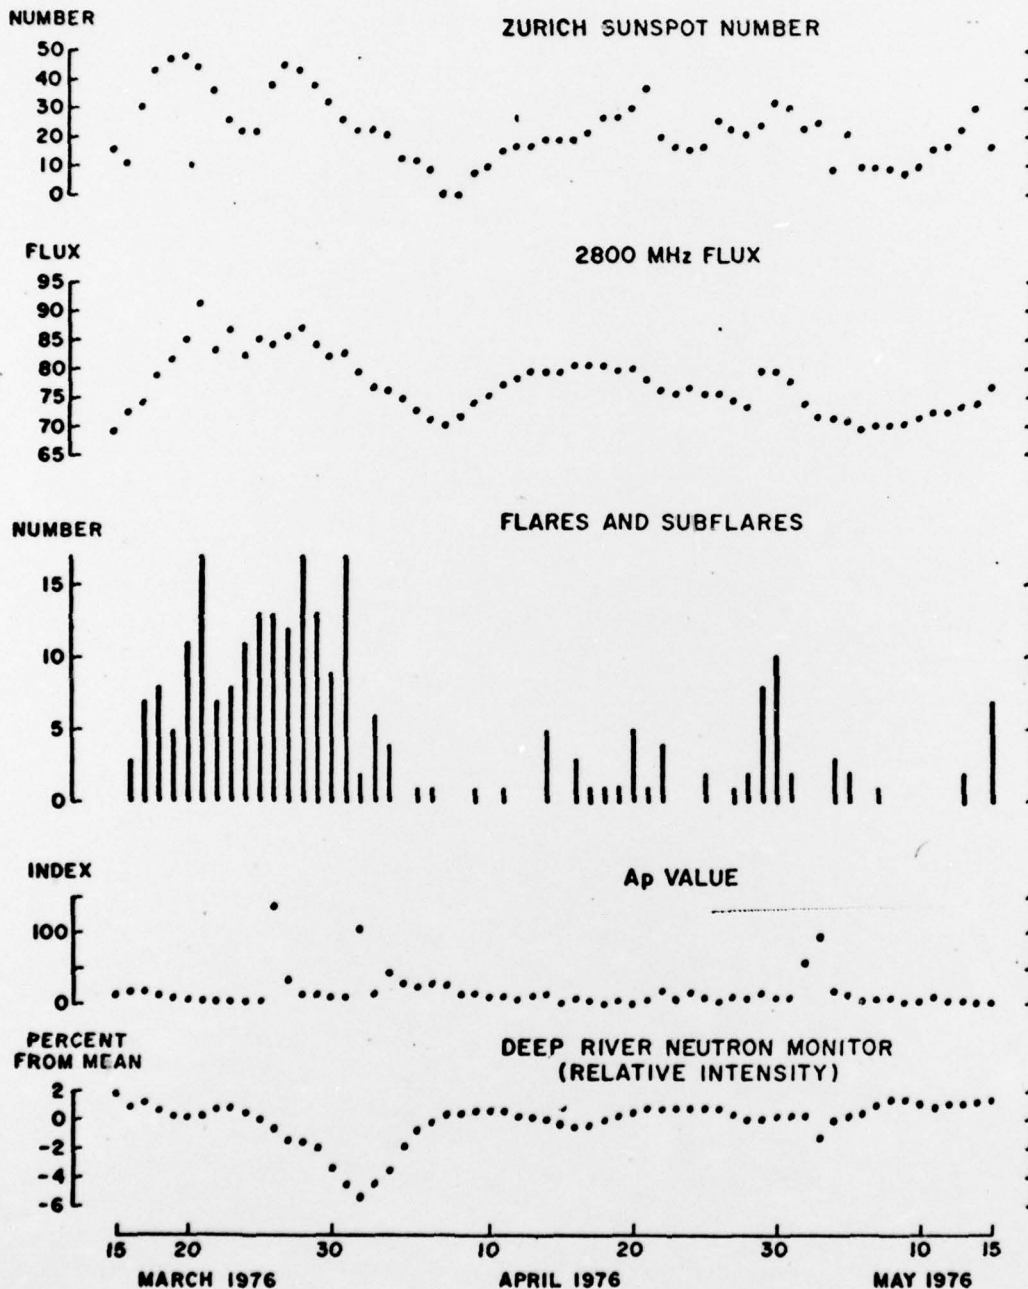 NUMBER
ZURICH SUNSPOT NUMBER
50
40
30
20
10
0
FLUX
2800 MHz FLUX
95
90
85
80
75
70
65
NUMBER
FLARES AND SUBFLARES
15
10
5
0
INDEX
Ap VALUE
100
0
PERCENT
FROM MEAN
DEEP RIVER NEUTRON MONITOR
(RELATIVE INTENSITY)
2
0
-2
-4
-6
15 20 30 10 20 30 10 15
MARCH 1976 APRIL 1976 MAY 1976